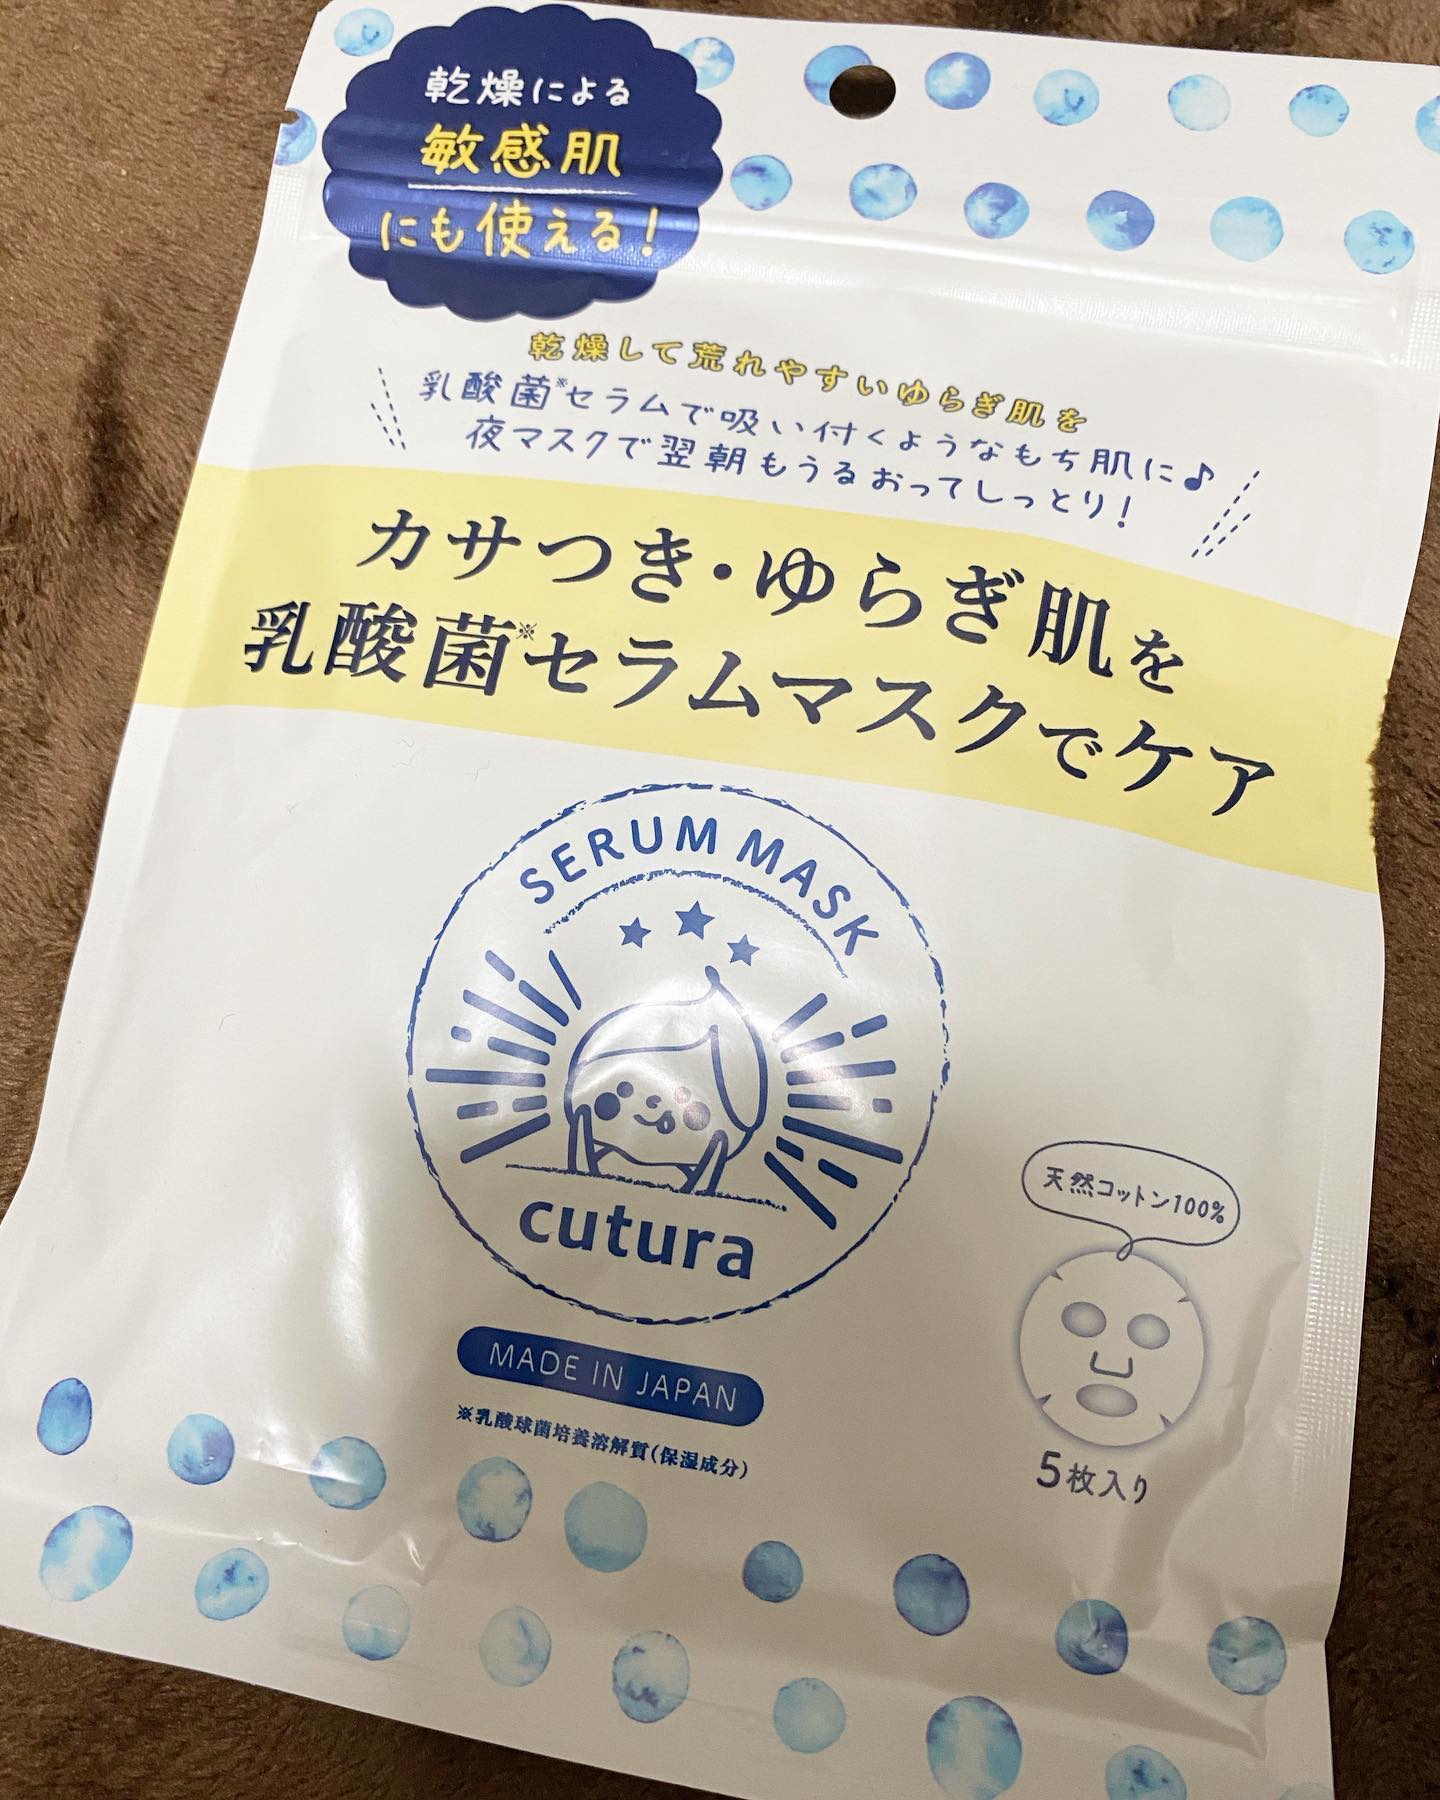 乾燥による
敏感肌
にも使える!
乾燥して荒れやすいゆらぎ肌を
乳酸菌※セラムで吸い付くようなもち肌に♪
夜マスクで翌朝もうるおってしっとり!
カサつき・ゆらぎ肌を
乳酸菌※セラムマスクでケア
SERUM MASK
cutura
MADE IN JAPAN
※乳酸球菌培養溶解質(保湿成分)
天然コットン100%
5枚入り